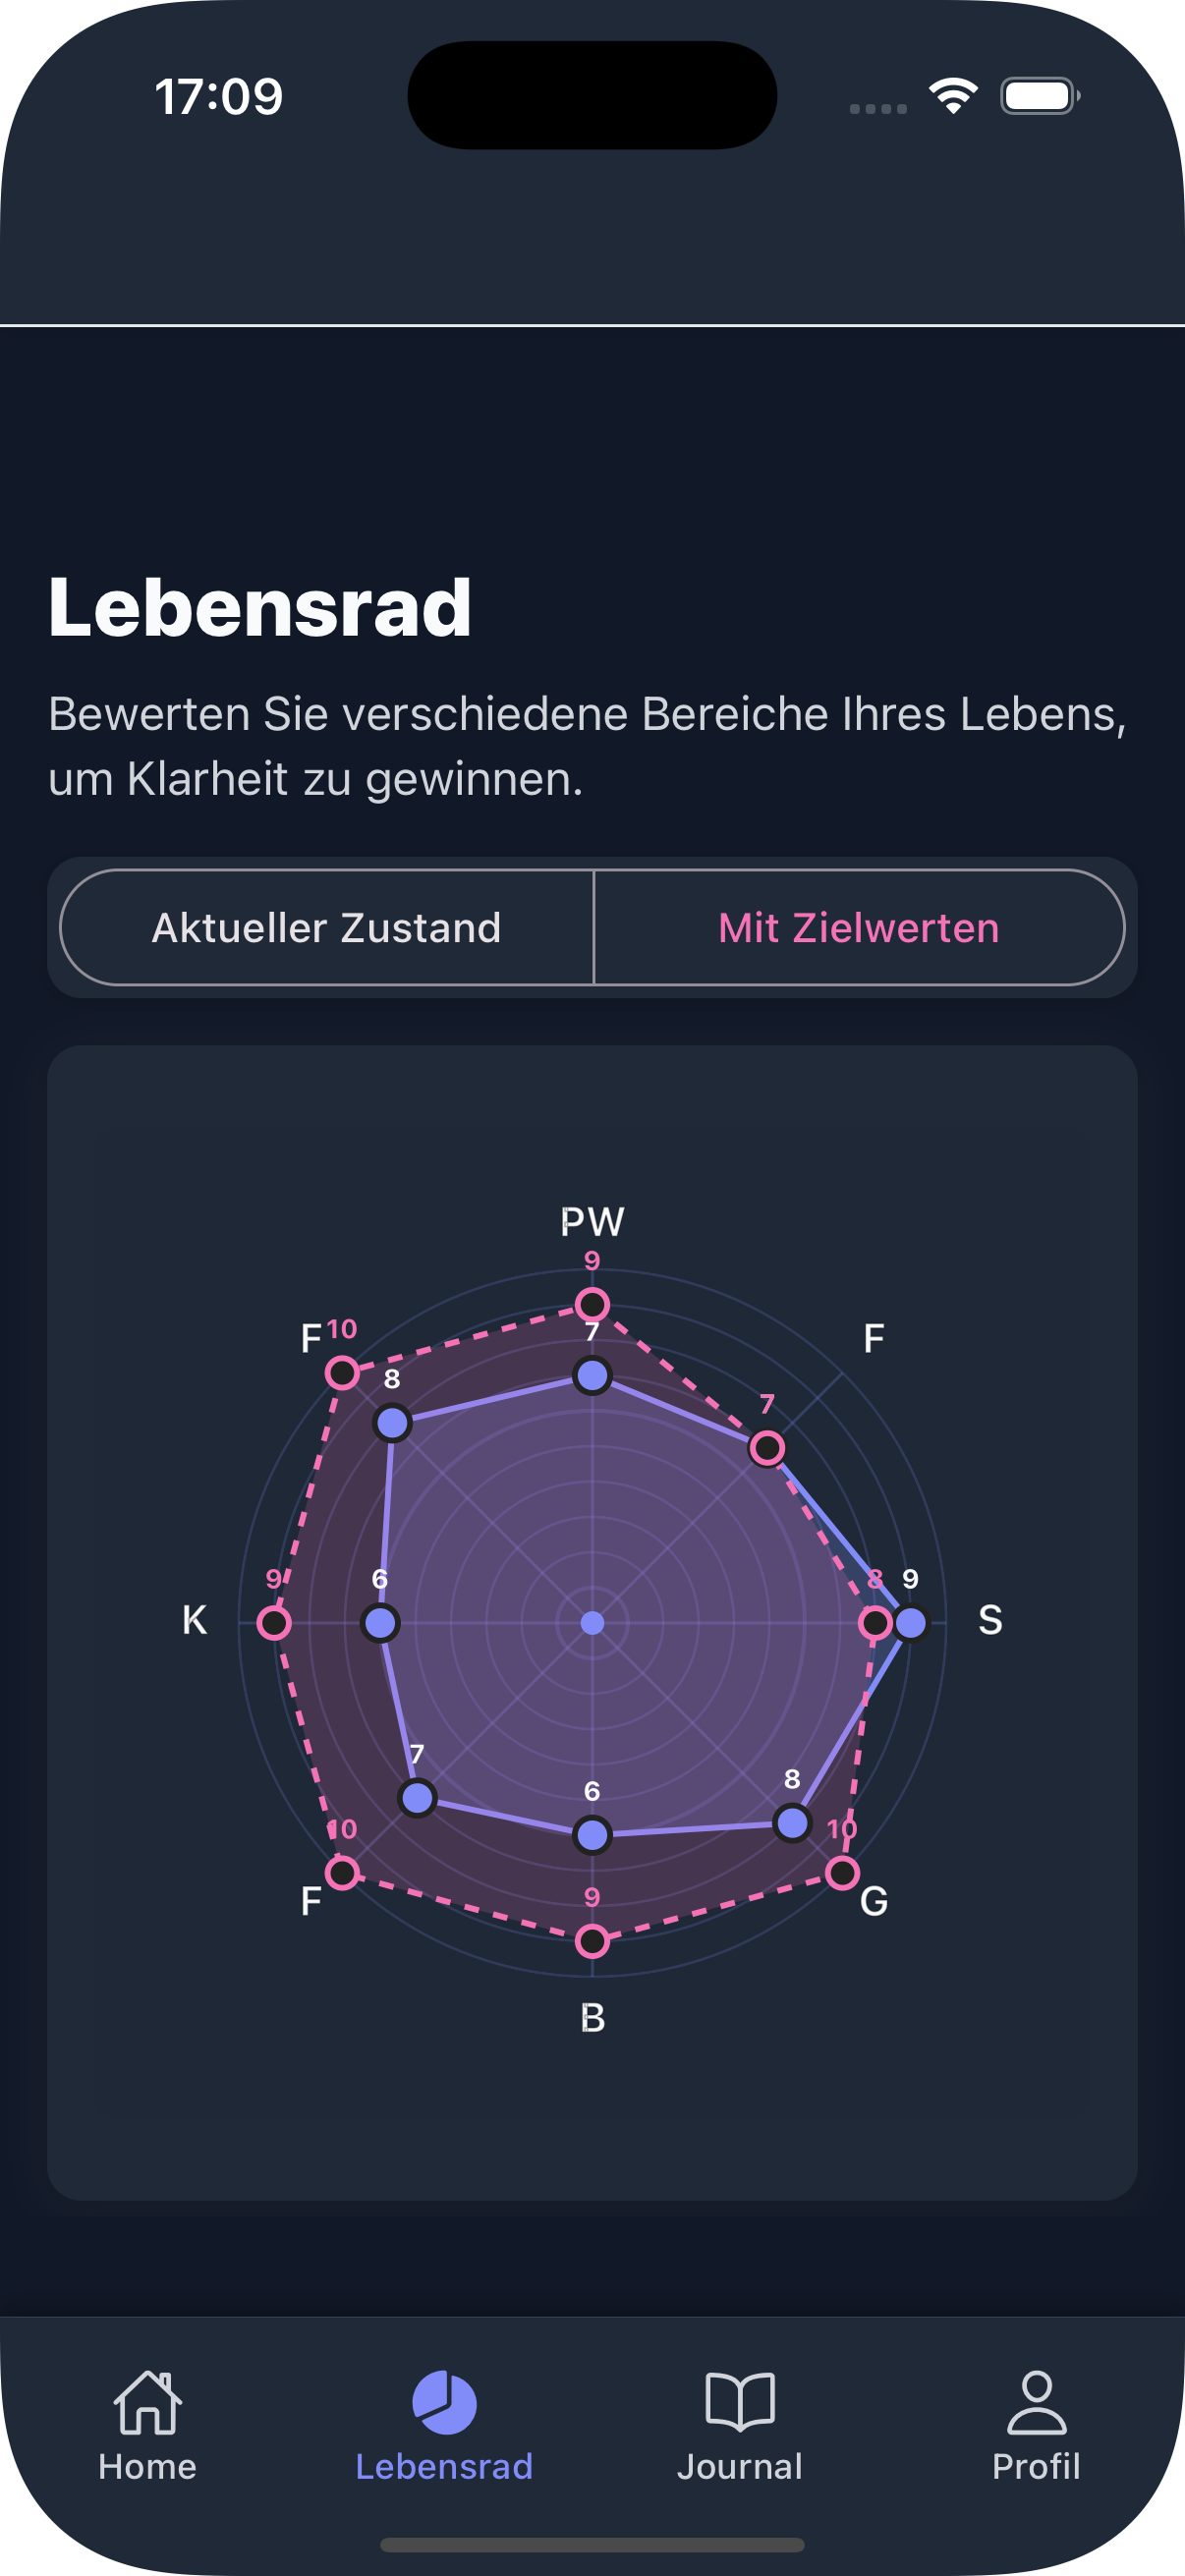 17:09
Lebensrad
Bewerten Sie verschiedene Bereiche Ihres Lebens,
um Klarheit zu gewinnen.
Aktueller Zustand
Mit Zielwerten
PW
9
F 10
F
7
8
7
9
6
8
9
K
S
7
6
8
10
10
F
9
G
B
Home
Lebensrad
Journal
Profil